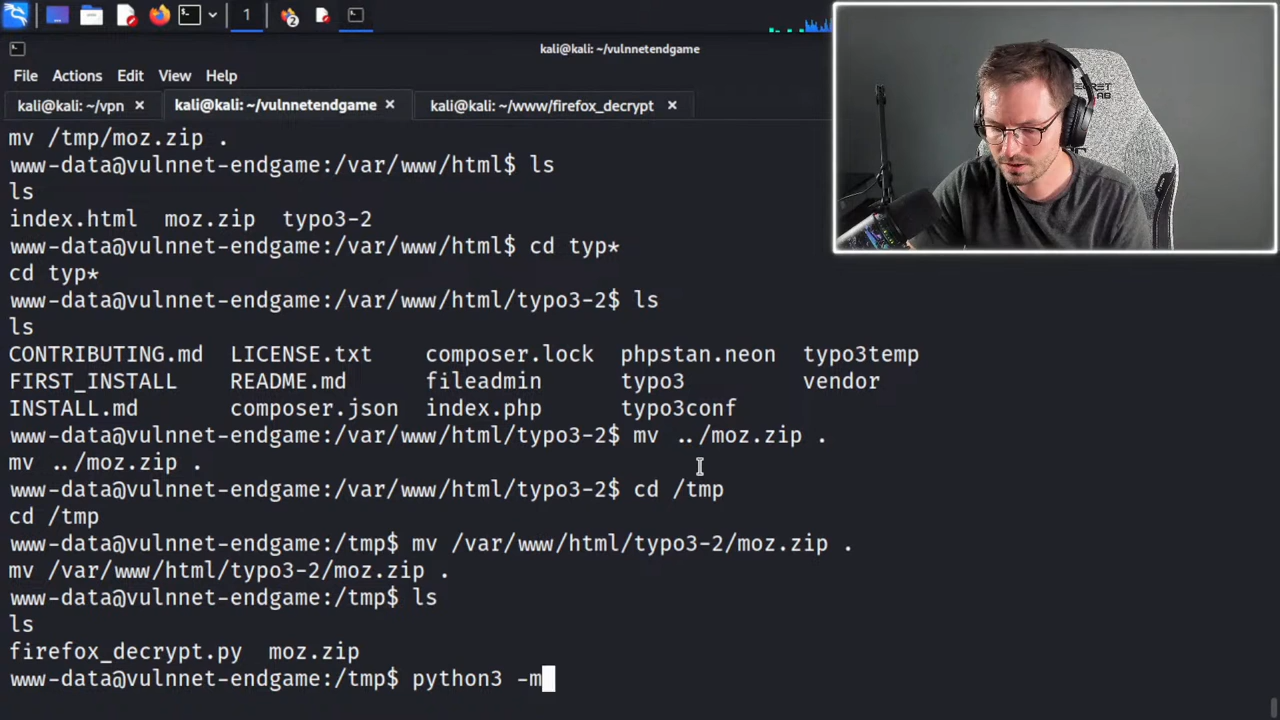 1
2
kali@kali: ~/vulnnetendgame
File Actions Edit View Help
kali@kali: ~/vpn × kali@kali: ~/vulnnetendgame × kali@kali: ~/www/firefox_decrypt ×
mv /tmp/moz.zip .
www-data@vulnnet-endgame:/var/www/html$ ls
ls
index.html moz.zip typo3-2
www-data@vulnnet-endgame:/var/www/html$ cd typ*
cd typ*
www-data@vulnnet-endgame:/var/www/html/typo3-2$ ls
ls
CONTRIBUTING.md LICENSE.txt composer.lock phpstan.neon typo3temp
FIRST_INSTALL README.md fileadmin typo3 vendor
INSTALL.md composer.json index.php typo3conf
www-data@vulnnet-endgame:/var/www/html/typo3-2$ mv ../moz.zip .
mv ../moz.zip .
www-data@vulnnet-endgame:/var/www/html/typo3-2$ cd /tmp
cd /tmp
www-data@vulnnet-endgame:/tmp$ mv /var/www/html/typo3-2/moz.zip .
mv /var/www/html/typo3-2/moz.zip .
www-data@vulnnet-endgame:/tmp$ ls
ls
firefox_decrypt.py moz.zip
www-data@vulnnet-endgame:/tmp$ python3 -m